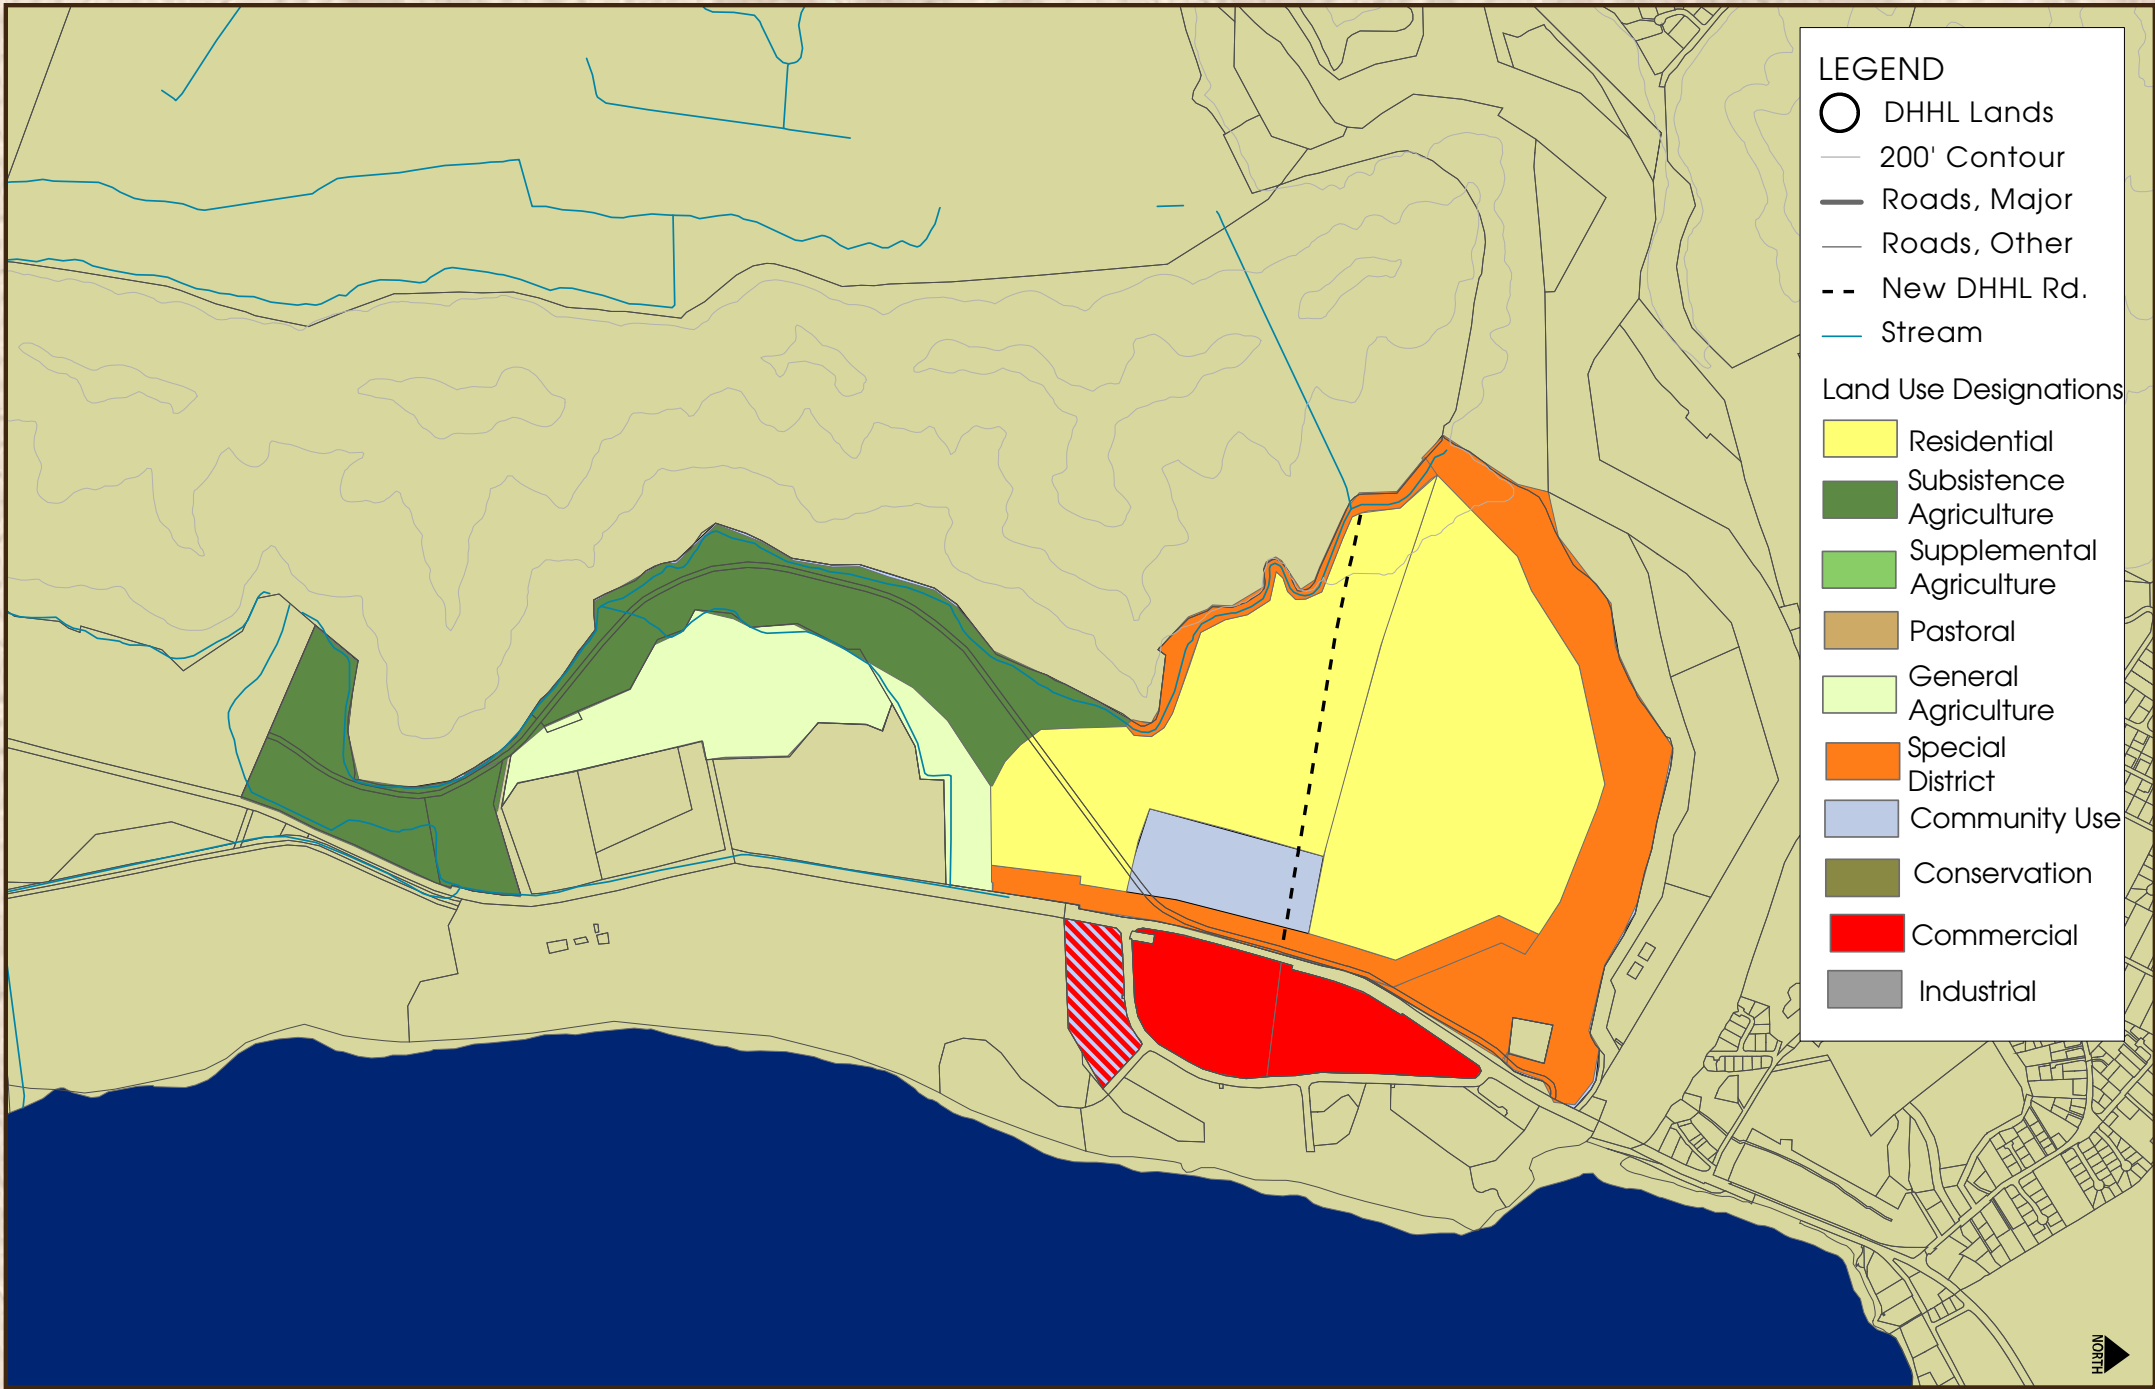 LEGEND
DHHL Lands
200' Contour
Roads, Major
Roads, Other
New DHHL Rd.
Stream
Land Use Designations
Residential
Subsistence
Agriculture
Supplemental
Agriculture
Pastoral
General
Agriculture
Special
District
Community Use
Conservation
Commercial
Industrial
NORTH